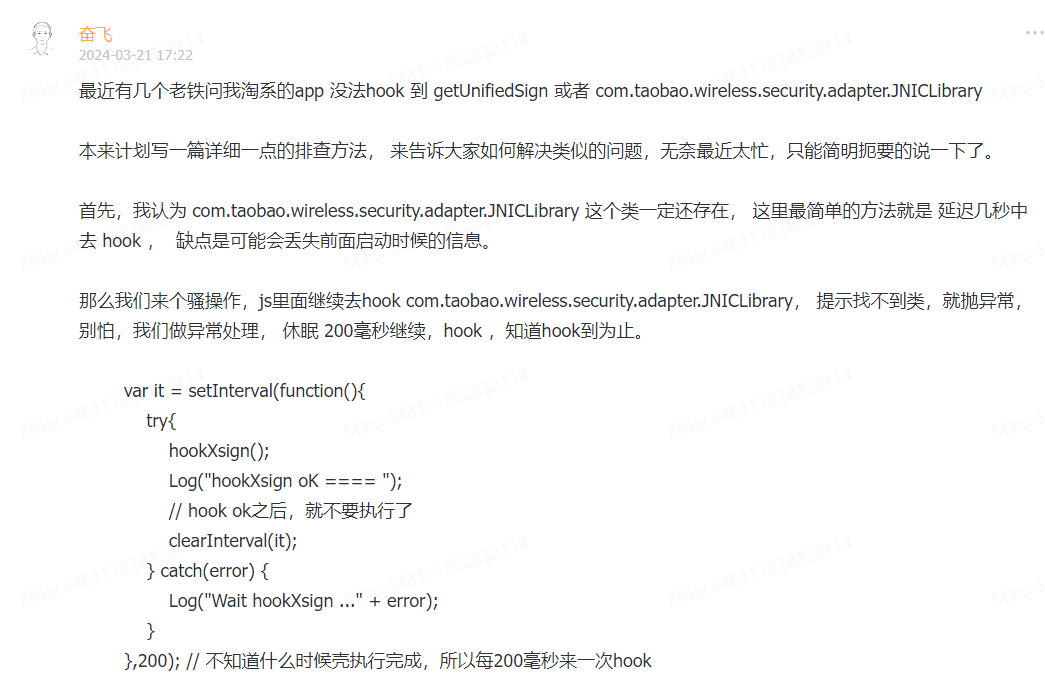 奋飞
2024-03-21 17:22
最近有几个老铁问我淘系的app 没法hook 到 getUnifiedSign 或者 com.taobao.wireless.security.adapter.JNICLibrary
本来计划写一篇详细一点的排查方法， 来告诉大家如何解决类似的问题，无奈最近太忙，只能简明扼要的说一下了。
首先，我认为 com.taobao.wireless.security.adapter.JNICLibrary 这个类一定还存在， 这里最简单的方法就是 延迟几秒中
去 hook ， 缺点是可能会丢失前面启动时候的信息。
那么我们来个骚操作，js里面继续去hook com.taobao.wireless.security.adapter.JNICLibrary， 提示找不到类，就抛异常，
别怕，我们做异常处理， 休眠 200毫秒继续，hook ，知道hook到为止。
var it = setInterval(function(){
try{
hookXsign();
Log("hookXsign oK ==== ");
// hook ok之后，就不要执行了
clearInterval(it);
} catch(error) {
Log("Wait hookXsign ..." + error);
}
},200); // 不知道什么时候壳执行完成，所以每200毫秒来一次hook
Miku 548111222822114